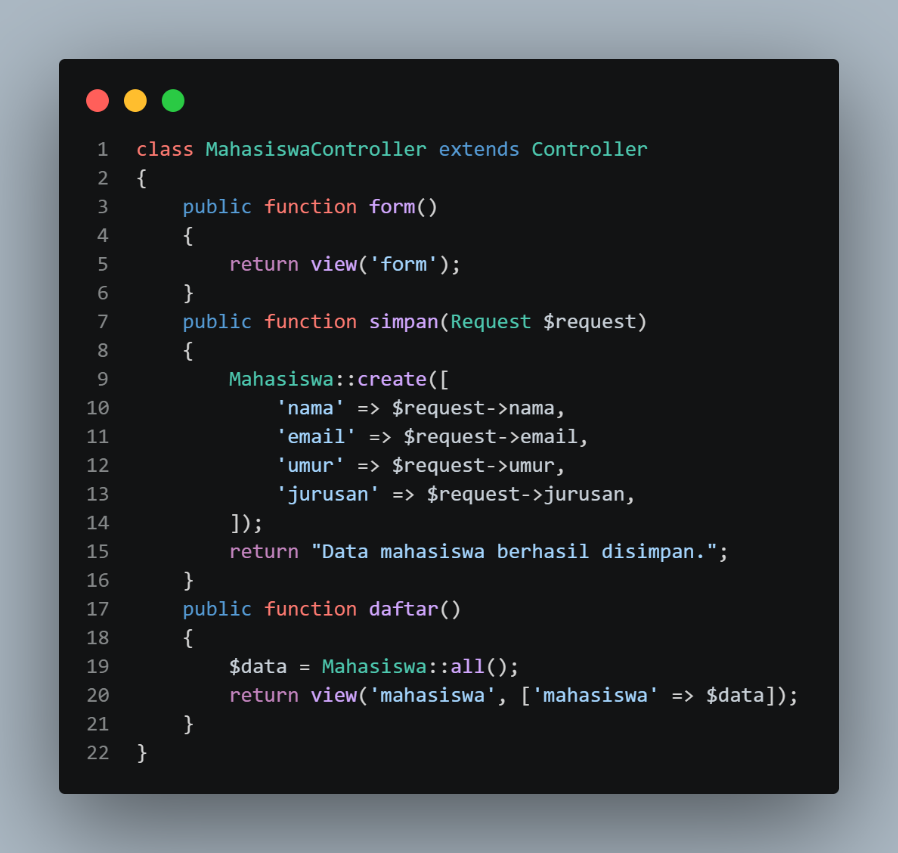 1 class MahasiswaController extends Controller
2 {
3     public function form()
4     {
5         return view('form');
6     }
7     public function simpan(Request $request)
8     {
9         Mahasiswa::create([
10             'nama' => $request->nama,
11             'email' => $request->email,
12             'umur' => $request->umur,
13             'jurusan' => $request->jurusan,
14         ]);
15         return "Data mahasiswa berhasil disimpan.";
16     }
17     public function daftar()
18     {
19         $data = Mahasiswa::all();
20         return view('mahasiswa', ['mahasiswa' => $data]);
21     }
22 }